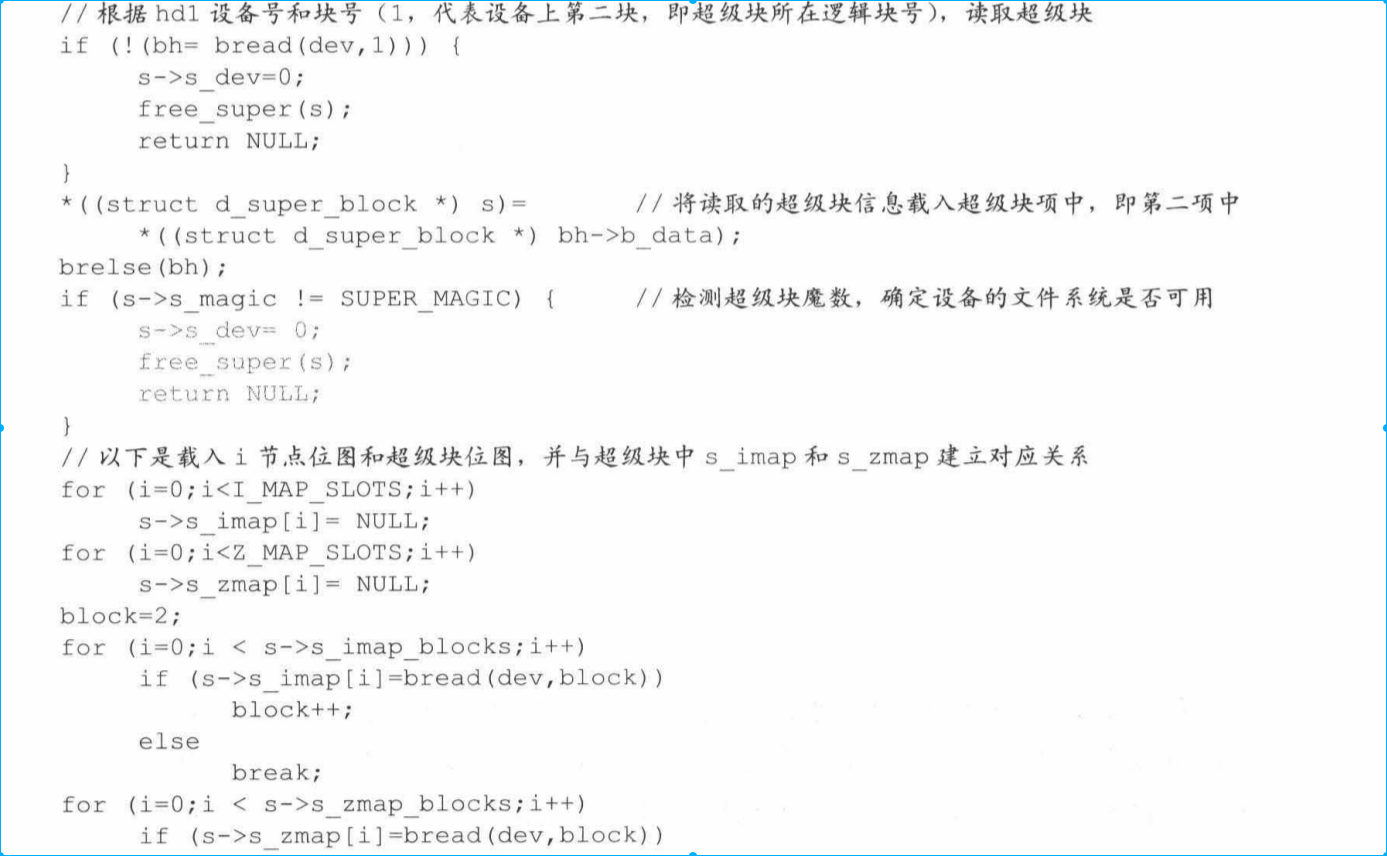 //根据 hd1 设备号和块号（1，代表设备上第二块，即超级块所在逻辑块号），读取超级块
if (!(bh= bread(dev,1))) {
     s->s_dev=0;
     free_super(s);
     return NULL;
}
*((struct d_super_block *) s)=       //将读取的超级块信息载入超级块项中，即第二项中
     *((struct d_super_block *) bh->b_data);
brelse(bh);
if (s->s_magic != SUPER_MAGIC) {     //检测超级块魔数，确定设备的文件系统是否可用
     s->s_dev= 0;
     free_super(s);
     return NULL;
}
//以下是载入 i 节点位图和超级块位图，并与超级块中 s_imap 和 s_zmap 建立对应关系
for (i=0;i<I_MAP_SLOTS;i++)
     s->s_imap[i]= NULL;
for (i=0;i<Z_MAP_SLOTS;i++)
     s->s_zmap[i]= NULL;
block=2;
for (i=0;i < s->s_imap_blocks;i++)
     if (s->s_imap[i]=bread(dev,block))
           block++;
     else
           break;
for (i=0;i < s->s_zmap_blocks;i++)
     if (s->s_zmap[i]=bread(dev,block))